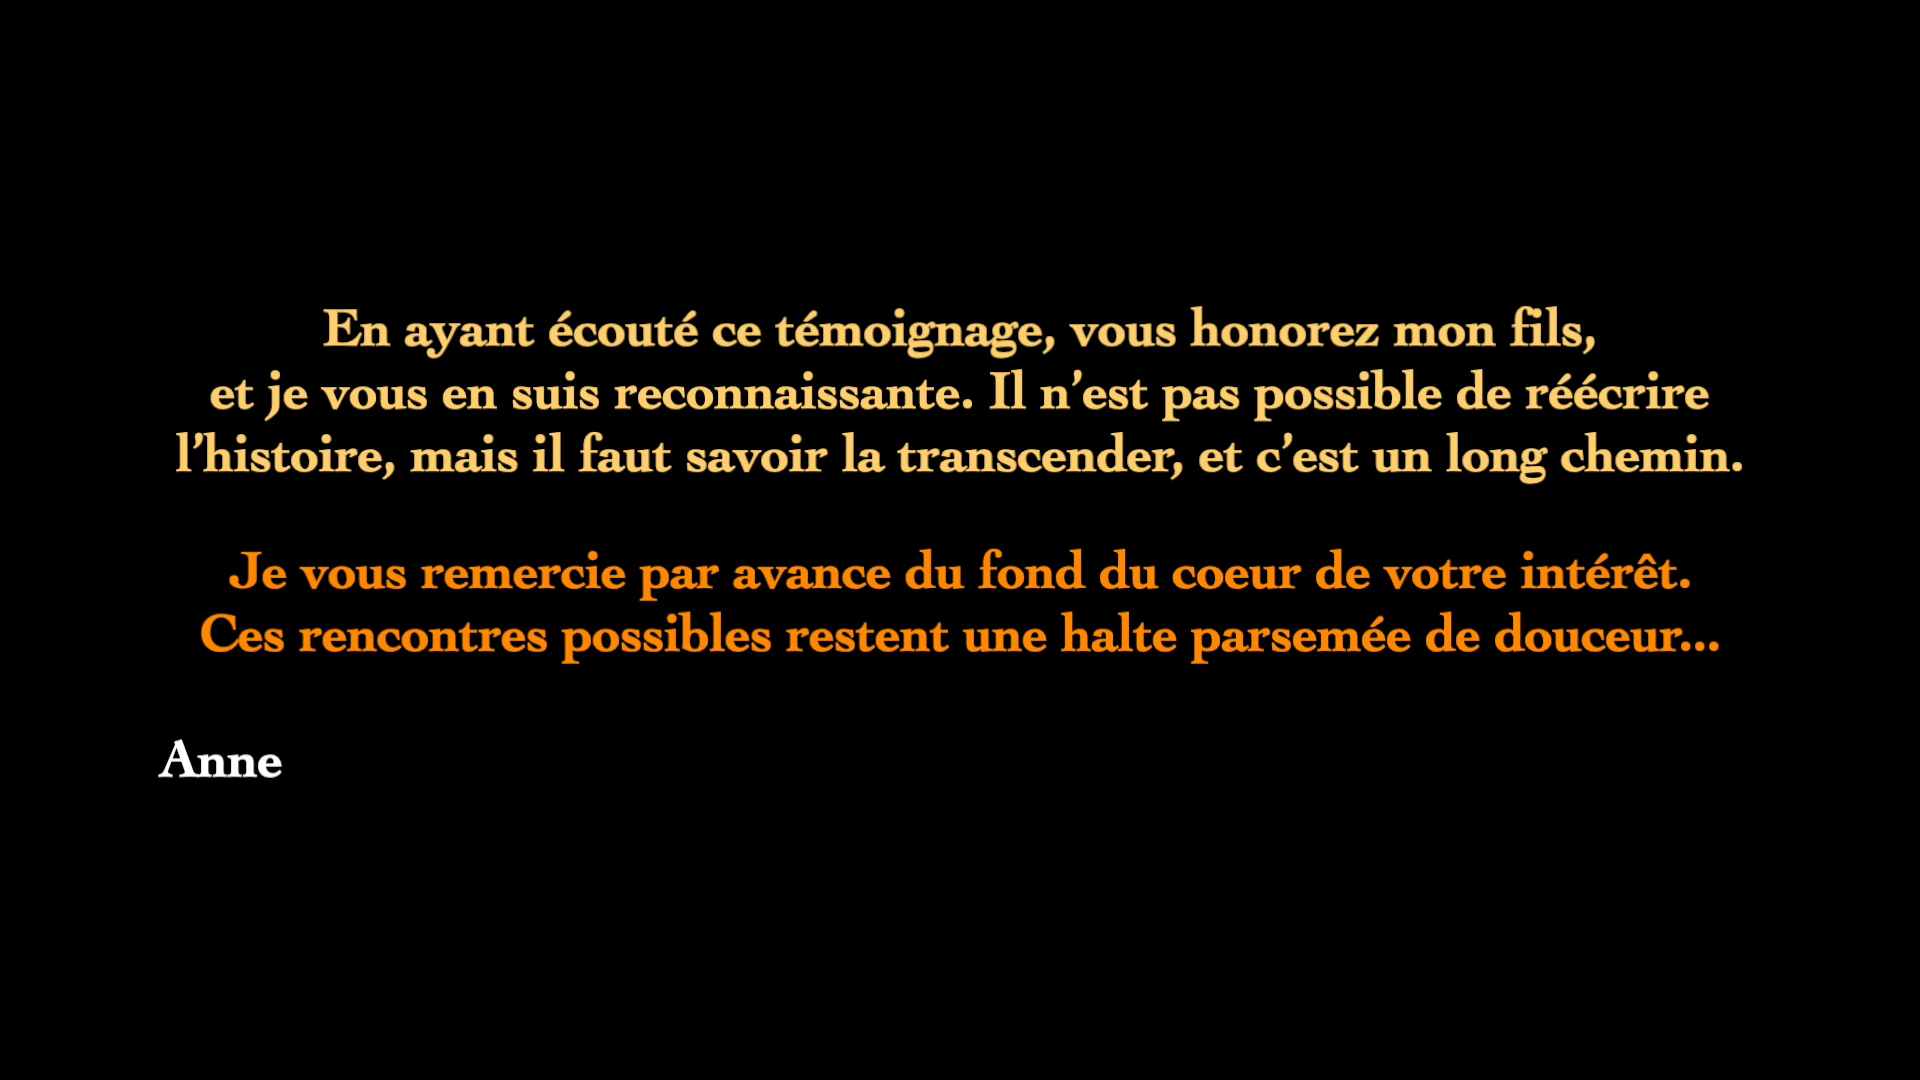 En ayant écouté ce témoignage, vous honorez mon fils,
et je vous en suis reconnaissante. Il n’est pas possible de réécrire
l’histoire, mais il faut savoir la transcender, et c’est un long chemin.
Je vous remercie par avance du fond du coeur de votre intérêt.
Ces rencontres possibles restent une halte parsemée de douceur...
Anne